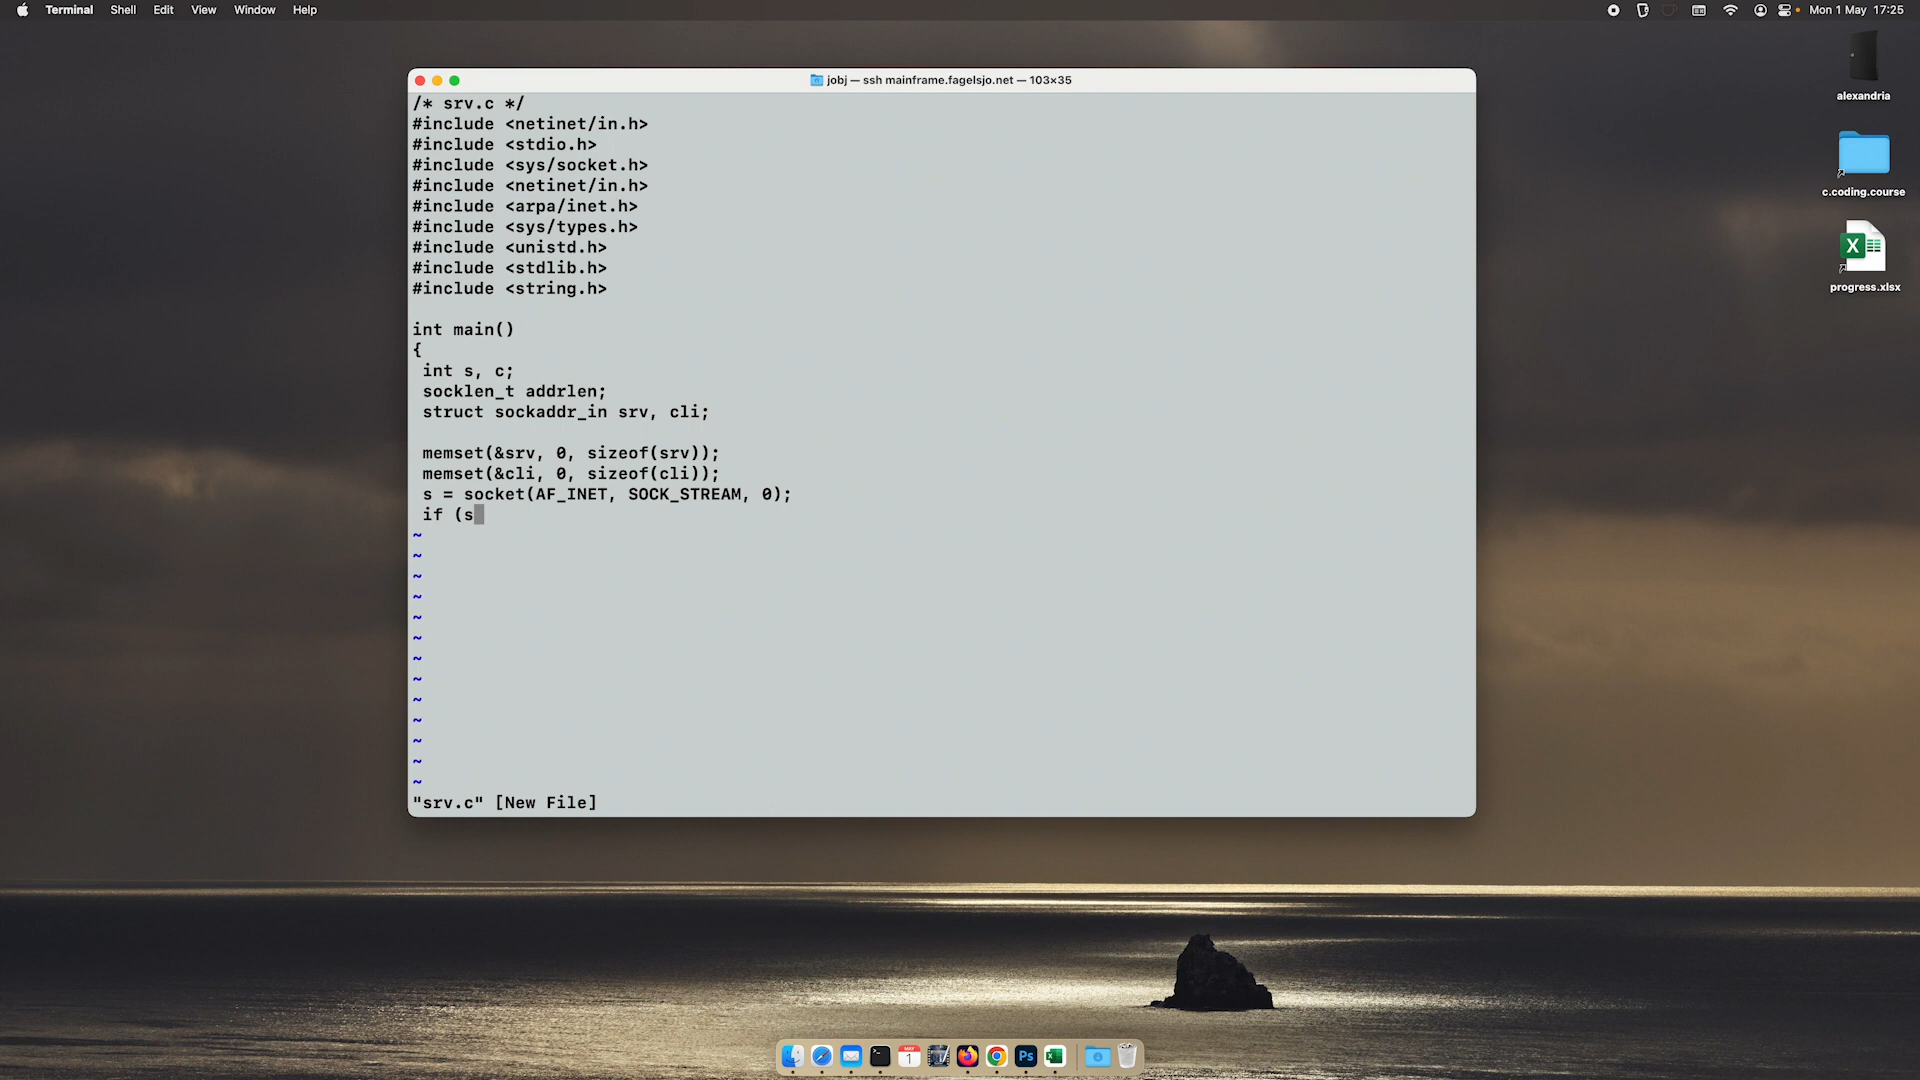 Terminal Shell Edit View Window Help Mon 1 May 17:25
jobj — ssh mainframe.fagelsjo.net — 103×35
/* srv.c */
#include <netinet/in.h>
#include <stdio.h>
#include <sys/socket.h>
#include <netinet/in.h>
#include <arpa/inet.h>
#include <sys/types.h>
#include <unistd.h>
#include <stdlib.h>
#include <string.h>
int main()
{
int s, c;
socklen_t addrlen;
struct sockaddr_in srv, cli;
memset(&srv, 0, sizeof(srv));
memset(&cli, 0, sizeof(cli));
s = socket(AF_INET, SOCK_STREAM, 0);
if (s
~
~
~
~
~
~
~
~
~
~
~
~
~
"srv.c" [New File]
alexandria
c.coding.course
X
progress.xlsx
MAY
1
Ps
X